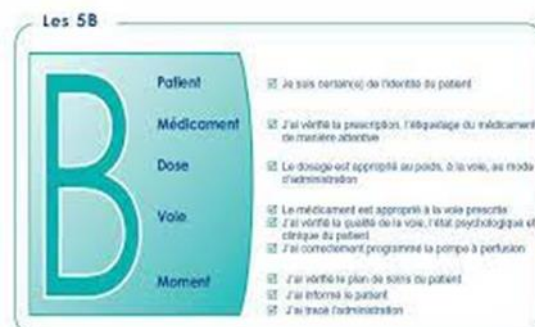 Les 5B
B
Patient
☑ Je suis certain(e) de l'identité du patient
Médicament
☑ J'ai vérifié la prescription, l'étiquetage du médicament
de manière attentive
Dose
☑ Le dosage est approprié au poids, à la voie, au mode
d'administration
Voie
☑ Le médicament est approprié à la voie prescrite
☑ J'ai vérifié la qualité de la voie, l'état psychologique et
clinique du patient
☑ J'ai correctement programmé la pompe à perfusion
Moment
☑ J'ai vérifié le plan de soins du patient
☑ J'ai informé le patient
☑ J'ai tracé l'administration